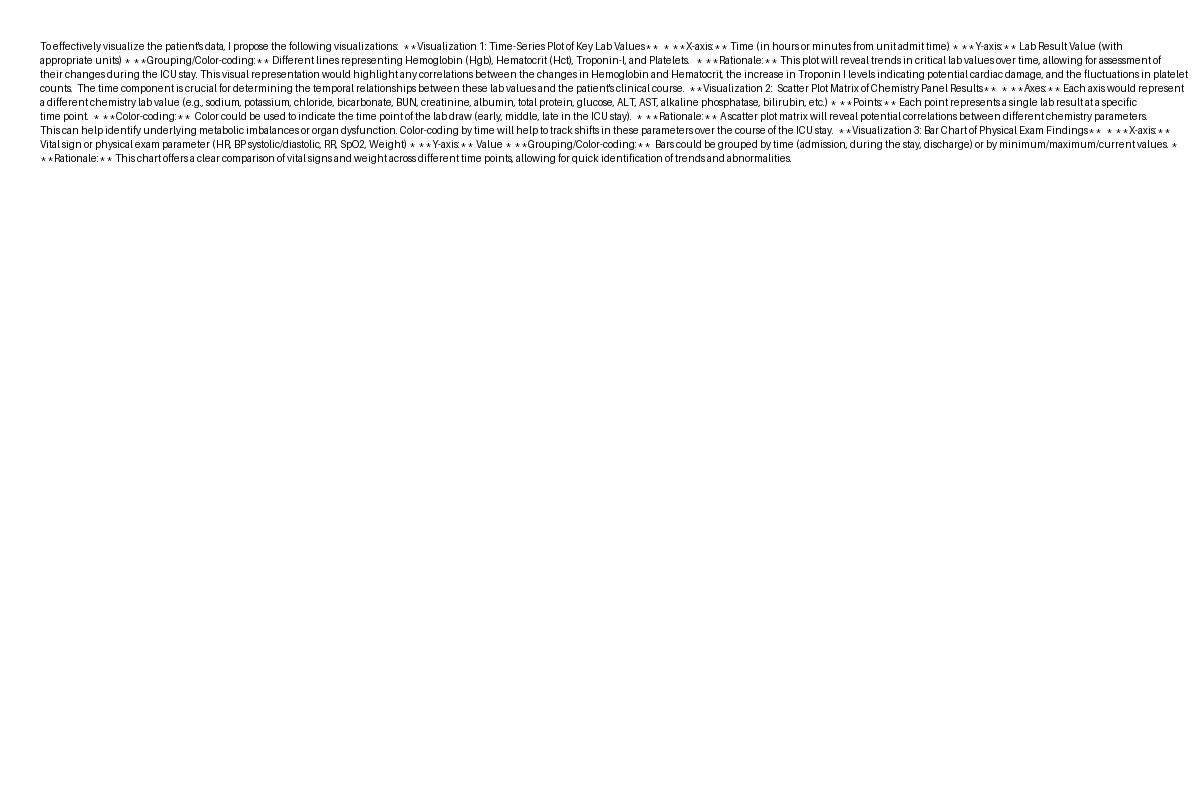 To effectively visualize the patient's data, I propose the following visualizations:  **Visualization 1: Time-Series Plot of Key Lab Values**  * **X-axis:** Time (in hours or minutes from unit admit time) * **Y-axis:** Lab Result Value (with
appropriate units) * **Grouping/Color-coding:** Different lines representing Hemoglobin (Hgb), Hematocrit (Hct), Troponin-I, and Platelets.  * **Rationale:** This plot will reveal trends in critical lab values over time, allowing for assessment of
their changes during the ICU stay. This visual representation would highlight any correlations between the changes in Hemoglobin and Hematocrit, the increase in Troponin I levels indicating potential cardiac damage, and the fluctuations in platelet
counts.  The time component is crucial for determining the temporal relationships between these lab values and the patient's clinical course.  **Visualization 2:  Scatter Plot Matrix of Chemistry Panel Results**  * **Axes:** Each axis would represent
a different chemistry lab value (e.g., sodium, potassium, chloride, bicarbonate, BUN, creatinine, albumin, total protein, glucose, ALT, AST, alkaline phosphatase, bilirubin, etc.) * **Points:** Each point represents a single lab result at a specific
time point.  * **Color-coding:** Color could be used to indicate the time point of the lab draw (early, middle, late in the ICU stay).  * **Rationale:** A scatter plot matrix will reveal potential correlations between different chemistry parameters.
This can help identify underlying metabolic imbalances or organ dysfunction. Color-coding by time will help to track shifts in these parameters over the course of the ICU stay.  **Visualization 3: Bar Chart of Physical Exam Findings**  * **X-axis:**
Vital sign or physical exam parameter (HR, BP systolic/diastolic, RR, SpO2, Weight) * **Y-axis:** Value * **Grouping/Color-coding:**  Bars could be grouped by time (admission, during the stay, discharge) or by minimum/maximum/current values. *
**Rationale:** This chart offers a clear comparison of vital signs and weight across different time points, allowing for quick identification of trends and abnormalities.